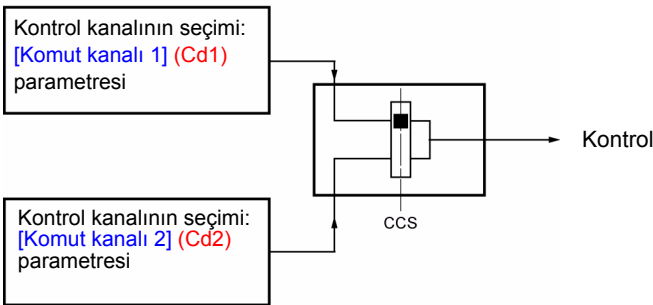 Kontrol kanalının seçimi:
[Komut kanalı 1] (Cd1)
parametresi
Kontrol
CCS
Kontrol kanalının seçimi:
[Komut kanalı 2] (Cd2)
parametresi